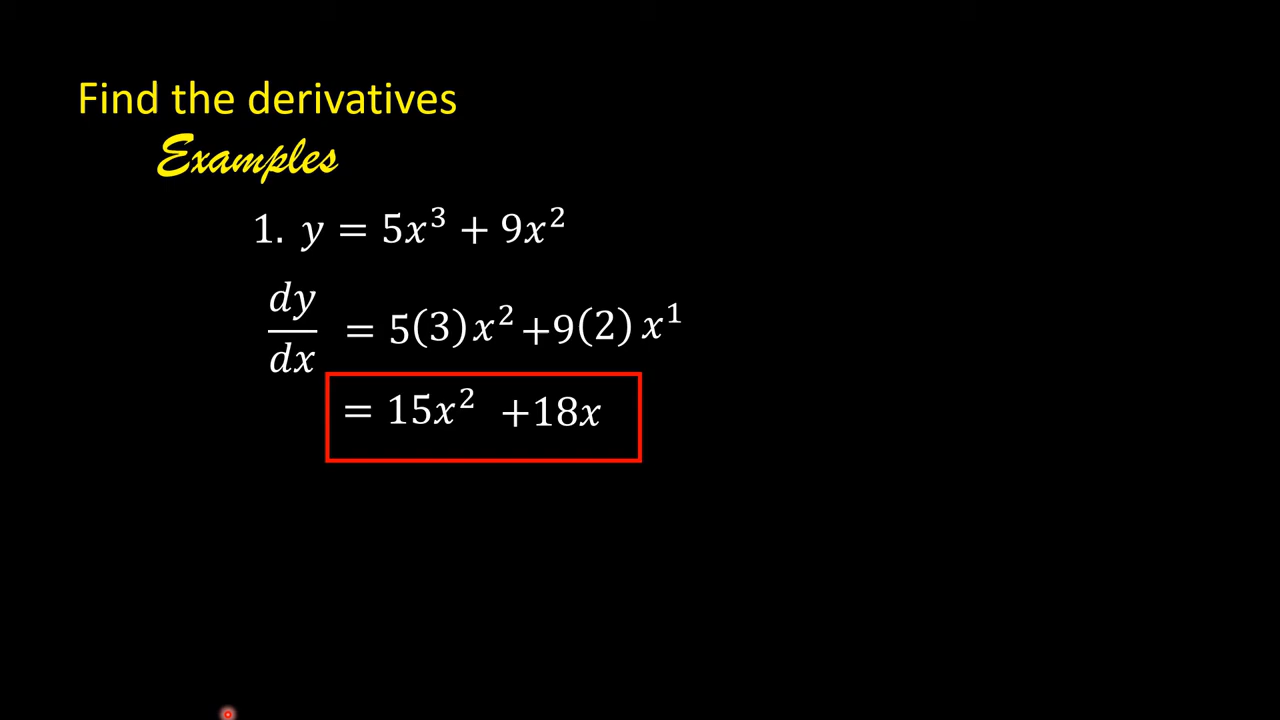 Find the derivatives
Examples
1. y = 5x³ + 9x²
dy/dx = 5(3)x²+9(2)x¹
= 15x² +18x